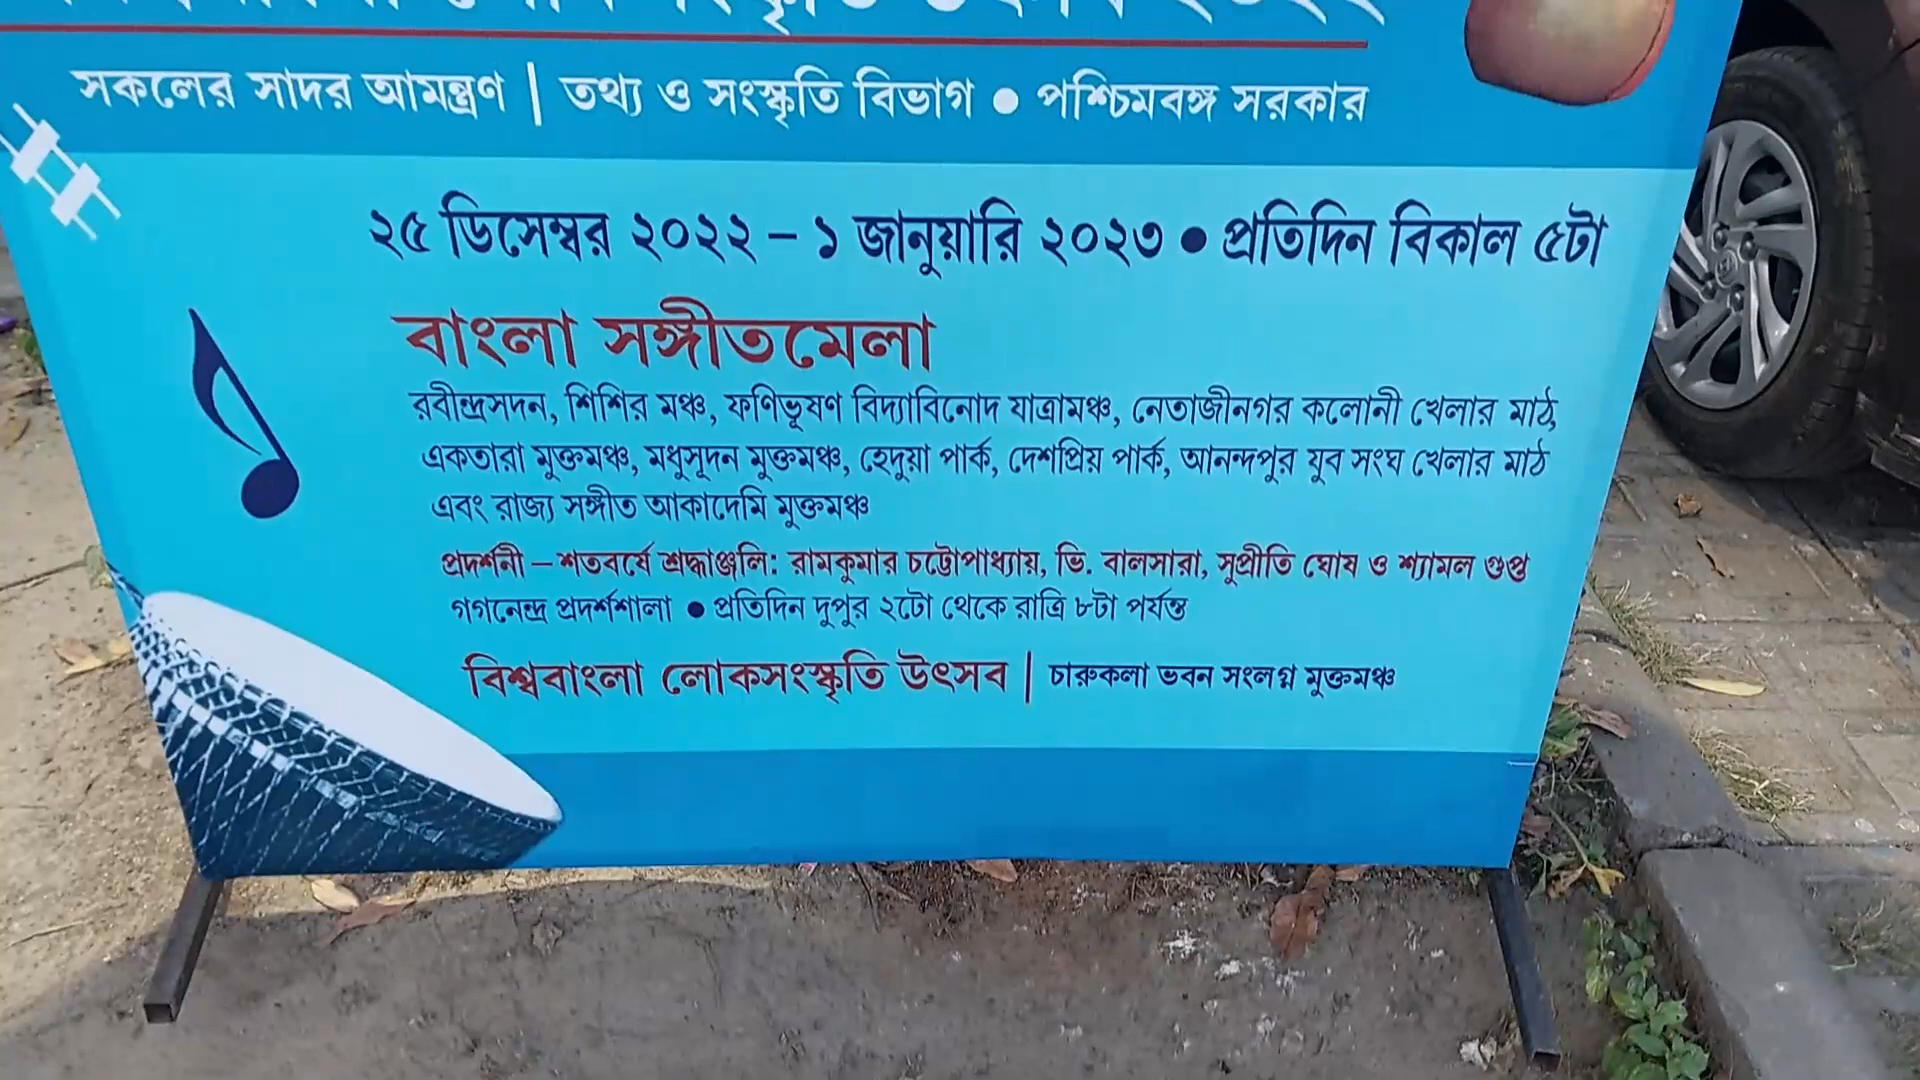 সকলের সাদর আমন্ত্রণ | তথ্য ও সংস্কৃতি বিভাগ ● পশ্চিমবঙ্গ সরকার
২৫ ডিসেম্বর ২০২২ – ১ জানুয়ারি ২০২৩ ● প্রতিদিন বিকাল ৫টা
বাংলা সঙ্গীতমেলা
রবীন্দ্রসদন, শিশির মঞ্চ, ফণিভূষণ বিদ্যাবিনোদ যাত্রামঞ্চ, নেতাজীনগর কলোনী খেলার মাঠ,
একতারা মুক্তমঞ্চ, মধুসূদন মুক্তমঞ্চ, হেদুয়া পার্ক, দেশপ্রিয় পার্ক, আনন্দপুর যুব সংঘ খেলার মাঠ
এবং রাজ্য সঙ্গীত আকাদেমি মুক্তমঞ্চ
প্রদর্শনী – শতবর্ষে শ্রদ্ধাঞ্জলি: রামকুমার চট্টোপাধ্যায়, ভি. বালসারা, সুপ্রীতি ঘোষ ও শ্যামল গুপ্ত
গগনেন্দ্র প্রদর্শশালা ● প্রতিদিন দুপুর ২টো থেকে রাত্রি ৮টা পর্যন্ত
বিশ্ববাংলা লোকসংস্কৃতি উৎসব | চারুকলা ভবন সংলগ্ন মুক্তমঞ্চ